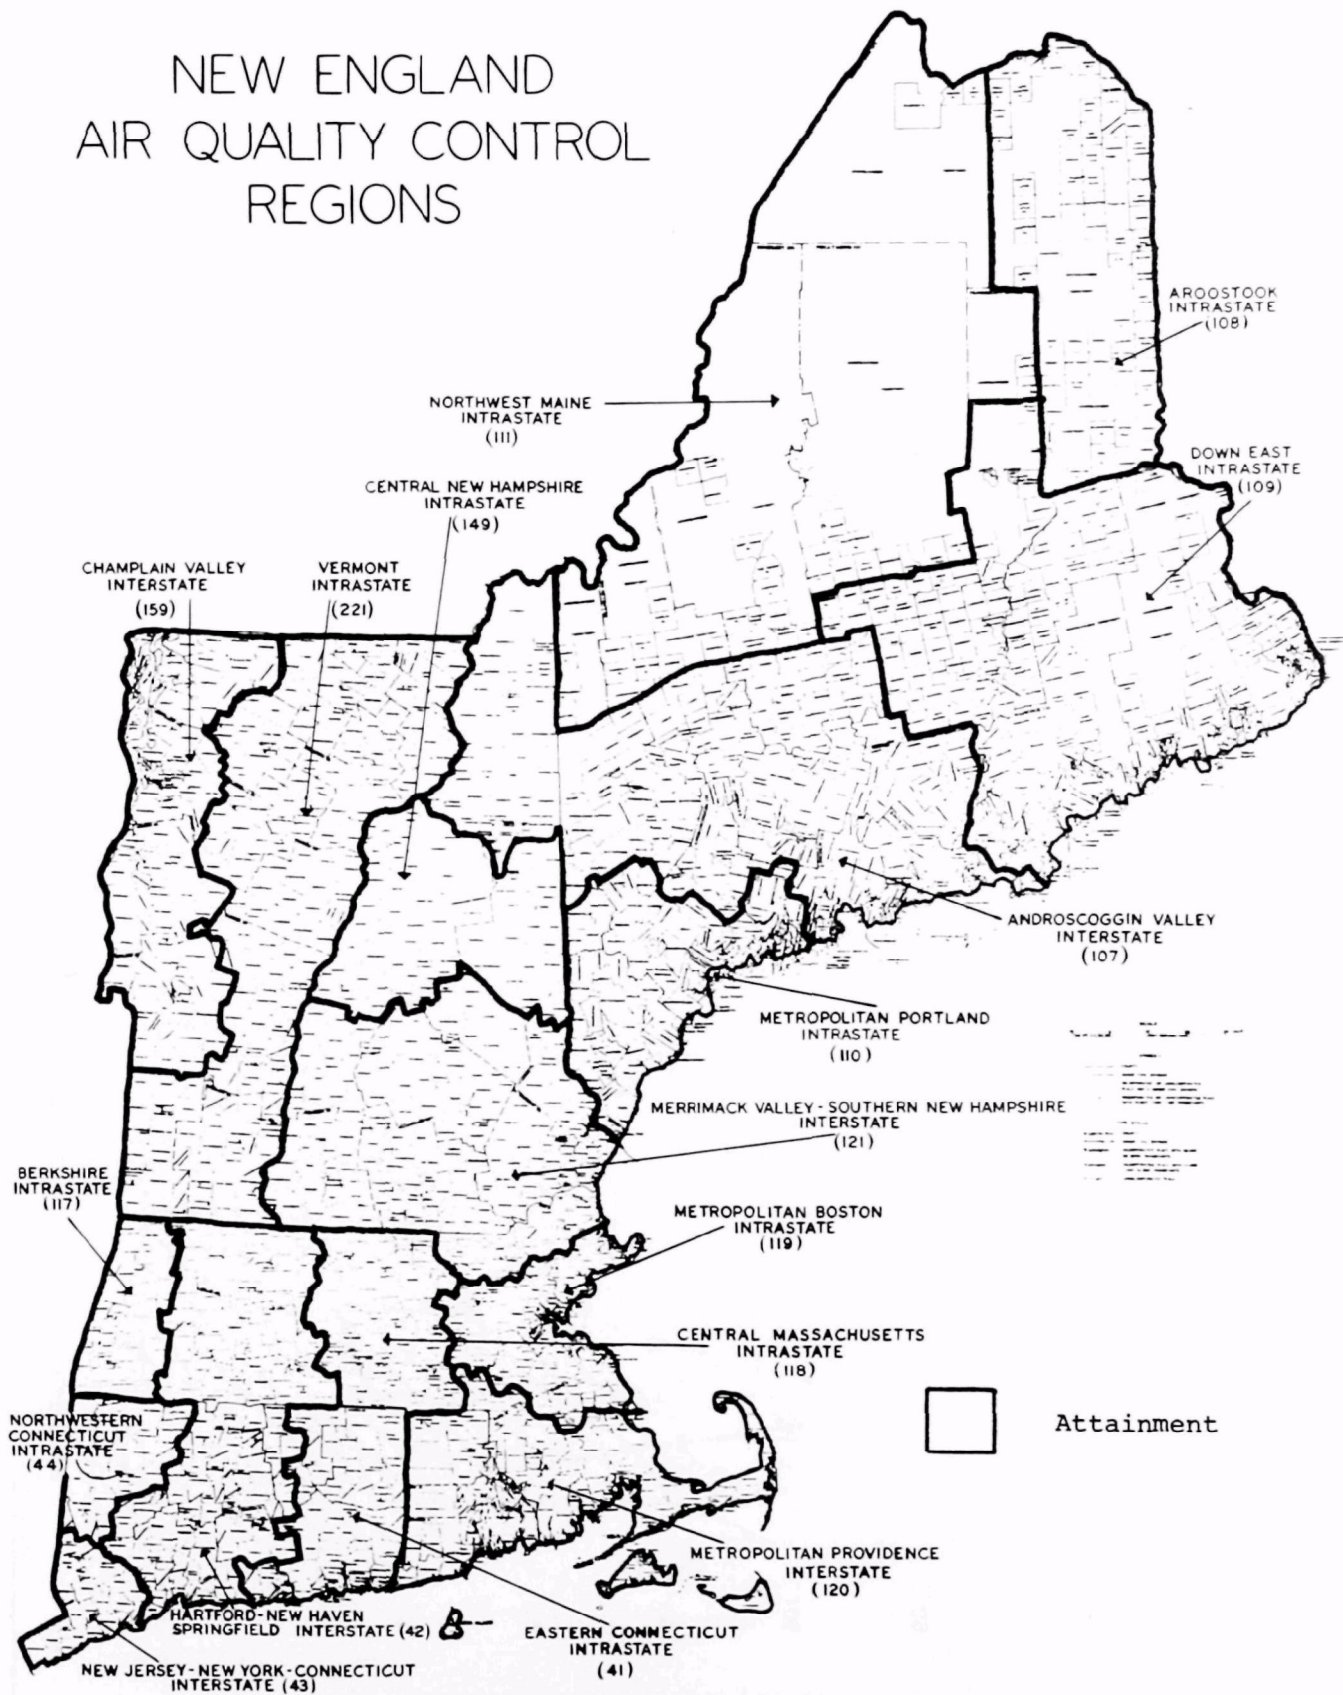 NEW ENGLAND
AIR QUALITY CONTROL
REGIONS
AROOSTOOK
INTRASTATE
(108)
NORTHWEST MAINE
INTRASTATE
(111)
DOWN EAST
INTRASTATE
(109)
CENTRAL NEW HAMPSHIRE
INTRASTATE
(149)
CHAMPLAIN VALLEY
INTERSTATE
(159)
VERMONT
INTRASTATE
(221)
ANDROSCOGGIN VALLEY
INTERSTATE
(107)
METROPOLITAN PORTLAND
INTRASTATE
(110)
MERRIMACK VALLEY-SOUTHERN NEW HAMPSHIRE
INTERSTATE
(121)
BERKSHIRE
INTRASTATE
(117)
METROPOLITAN BOSTON
INTRASTATE
(119)
CENTRAL MASSACHUSETTS
INTRASTATE
(118)
Attainment
NORTHWESTERN
CONNECTICUT
INTRASTATE
(44)
METROPOLITAN PROVIDENCE
INTERSTATE
(120)
HARTFORD-NEW HAVEN
SPRINGFIELD INTERSTATE (42)
EASTERN CONNECTICUT
INTRASTATE
(41)
NEW JERSEY-NEW YORK-CONNECTICUT
INTERSTATE (43)